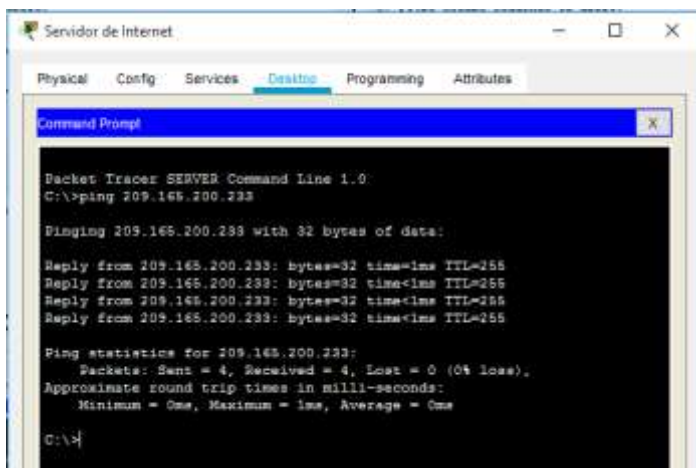 Servidor de Internet
Physical Config Services Desktop Programming Attributes
Command Prompt
X
Packet Tracer SERVER Command Line 1.0
C:\>ping 209.165.200.233
Pinging 209.165.200.233 with 32 bytes of data:
Reply from 209.165.200.233: bytes=32 time=1ms TTL=255
Reply from 209.165.200.233: bytes=32 time<1ms TTL=255
Reply from 209.165.200.233: bytes=32 time<1ms TTL=255
Reply from 209.165.200.233: bytes=32 time<1ms TTL=255
Ping statistics for 209.165.200.233:
Packets: Sent = 4, Received = 4, Lost = 0 (0% loss),
Approximate round trip times in milli-seconds:
Minimum = 0ms, Maximum = 1ms, Average = 0ms
C:\>